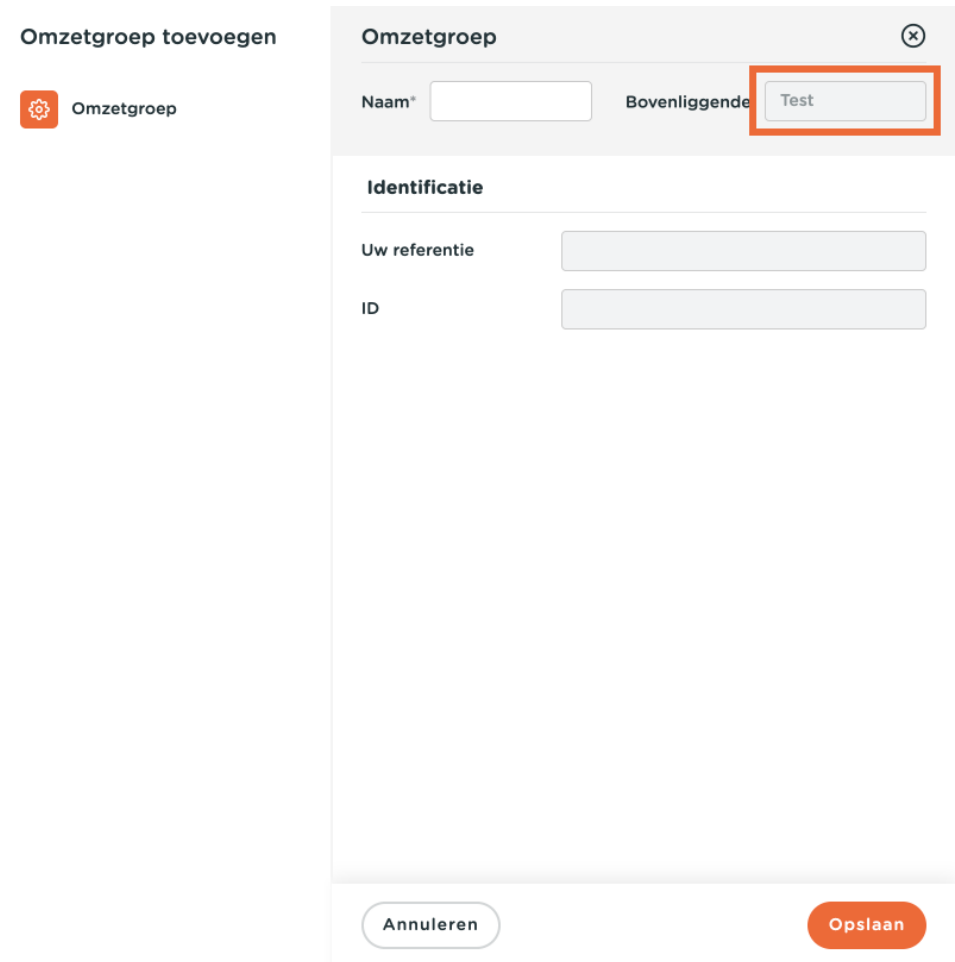 Omzetgroep toevoegen
Omzetgroep
Omzetgroep
Naam* Bovenliggende Test
Identificatie
Uw referentie
ID
Annuleren Opslaan